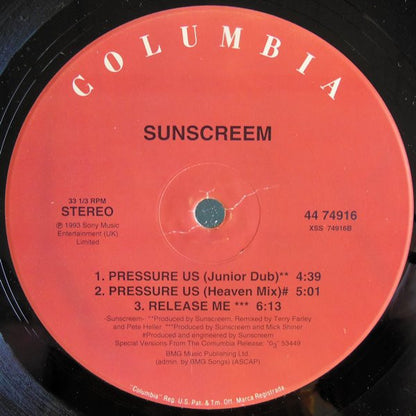 COLUMBIA
SUNSCREEM
33 1/3 RPM
STEREO
Ⓟ 1993 Sony Music
Entertainment (UK)
Limited
44 74916
XSS 74916B
1. PRESSURE US (Junior Dub)** 4:39
2. PRESSURE US (Heaven Mix)# 5:01
3. RELEASE ME *** 6:13
-Sunscreem- **Produced by Sunscreem, Remixed by Terry Farley
and Pete Heller. ***Produced by Sunscreem and Mick Shiner
#Produced and engineered by Sunscreem
Special Versions From The Comumbia Release: "O3" 53449
BMG Music Publishing Ltd.
(admin. by BMG Songs) (ASCAP)
"Columbia" Reg. U.S. Pat. & Tm. Off. Marca Registrada.